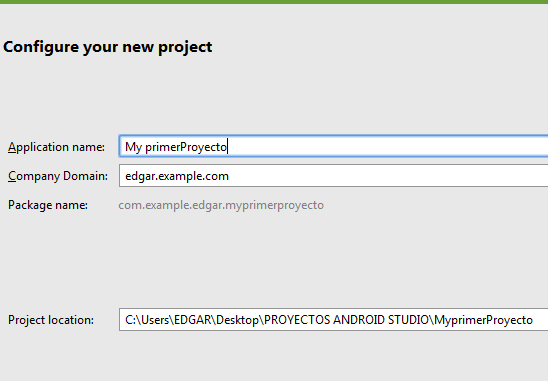 Configure your new project
Application name: My primerProyecto
Company Domain: edgar.example.com
Package name: com.example.edgar.myprimerproyecto
Project location: C:\Users\EDGAR\Desktop\PROYECTOS ANDROID STUDIO\MyprimerProyecto